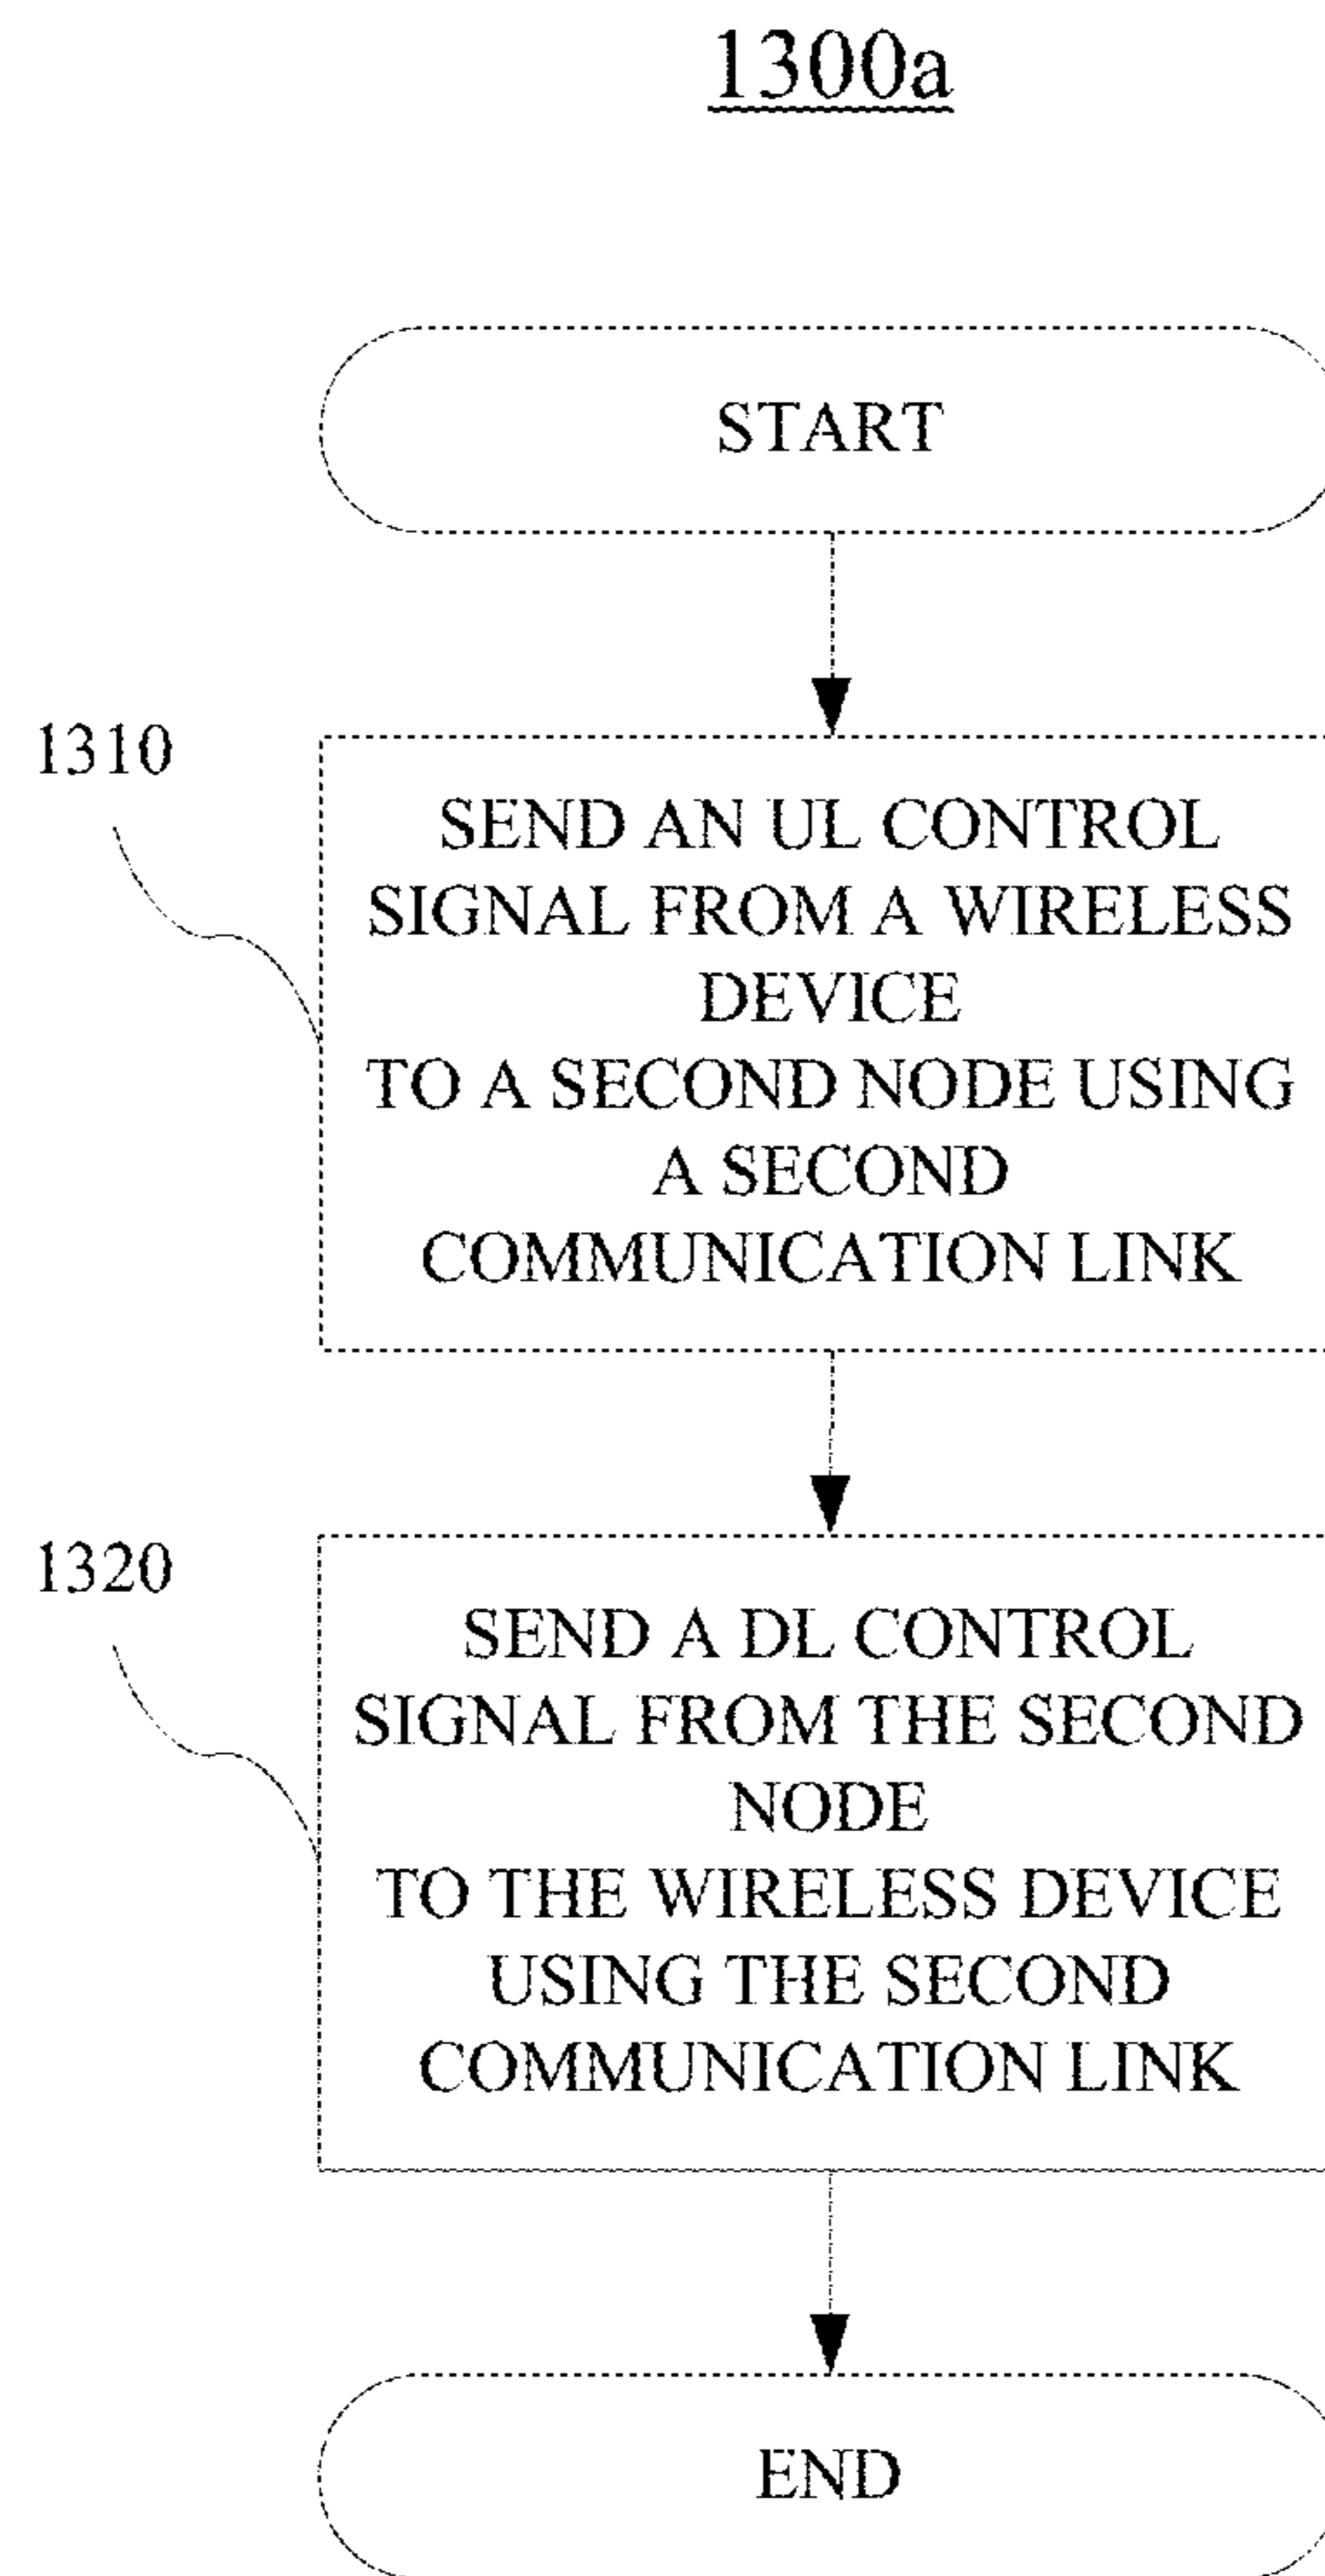 1300a
START
1310
SEND AN UL CONTROL
SIGNAL FROM A WIRELESS
DEVICE
TO A SECOND NODE USING
A SECOND
COMMUNICATION LINK
1320
SEND A DL CONTROL
SIGNAL FROM THE SECOND
NODE
TO THE WIRELESS DEVICE
USING THE SECOND
COMMUNICATION LINK
END